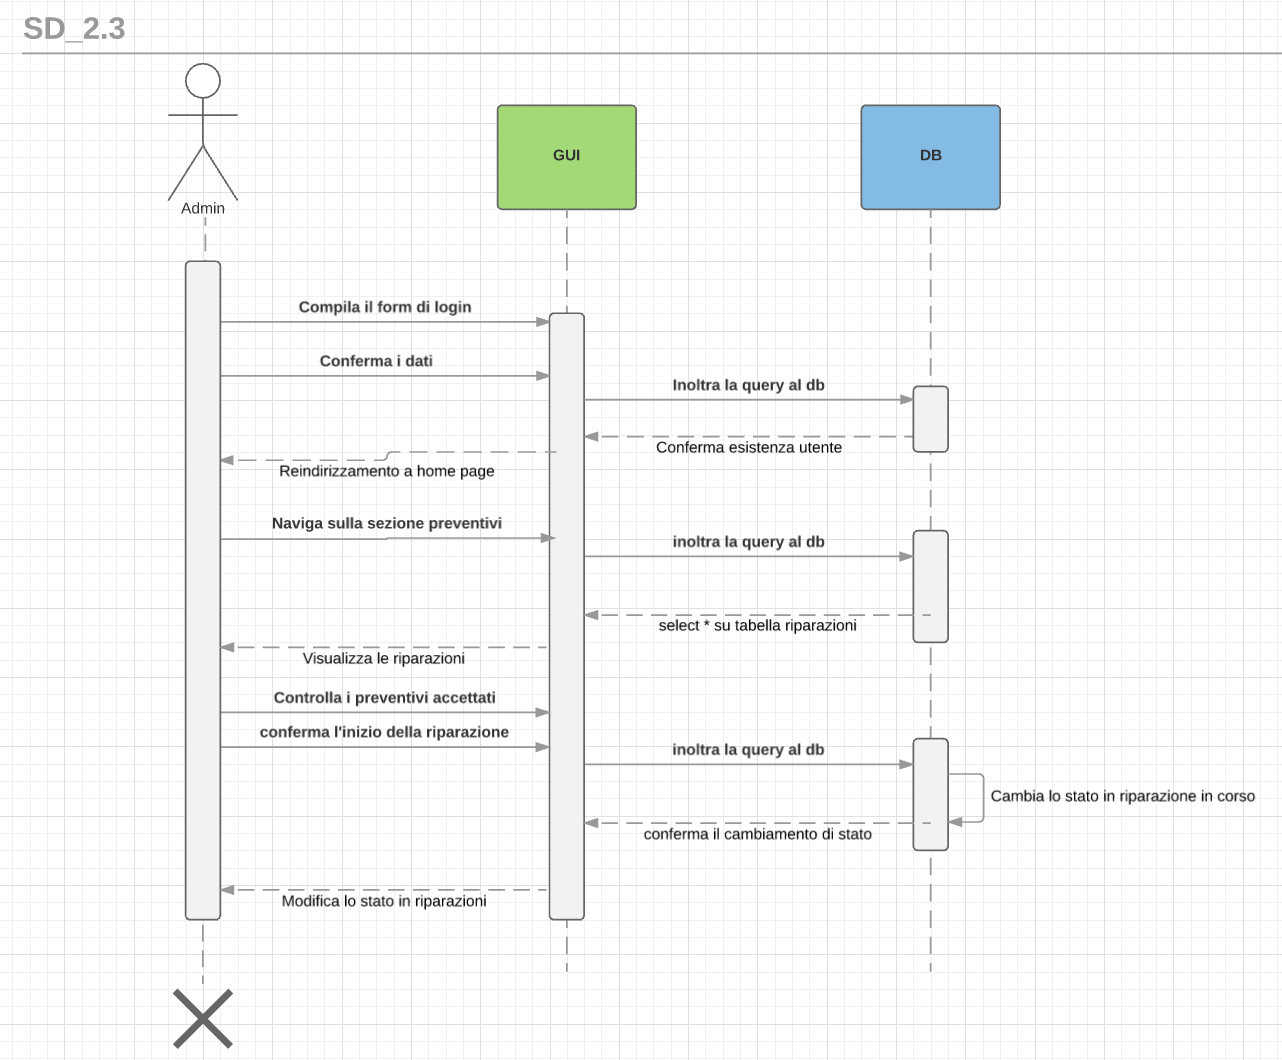 SD_2.3
GUI
DB
Admin
Compila il form di login
Conferma i dati
Inoltra la query al db
Conferma esistenza utente
Reindirizzamento a home page
Naviga sulla sezione preventivi
inoltra la query al db
select * su tabella riparazioni
Visualizza le riparazioni
Controlla i preventivi accettati
conferma l'inizio della riparazione
inoltra la query al db
Cambia lo stato in riparazione in corso
conferma il cambiamento di stato
Modifica lo stato in riparazioni